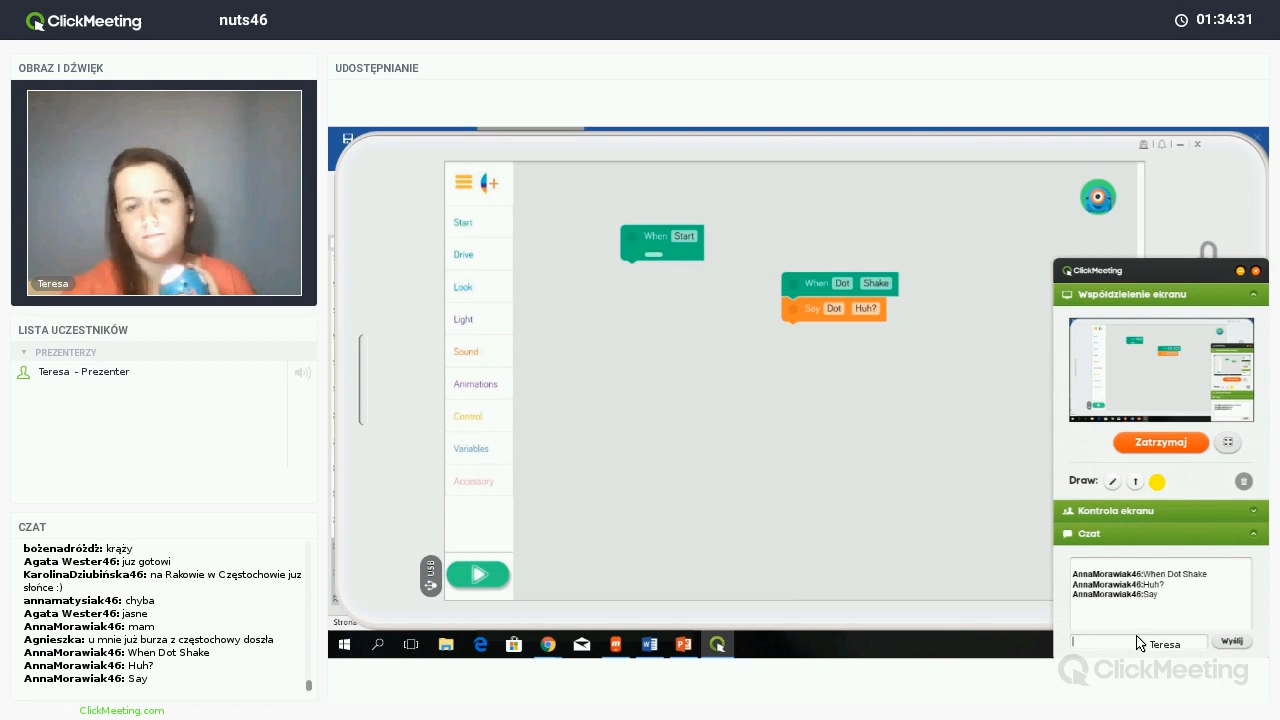 ClickMeeting
nuts46
01:34:31
OBRAZ I DŹWIĘK
Teresa
LISTA UCZESTNIKÓW
PREZENTERZY
Teresa - Prezenter
CZAT
bożenadróżdż: krąży
Agata Wester46: juz gotowi
KarolinaDziubińska46: na Rakowie w Częstochowie juz
słońce :)
annamatysiak46: chyba
Agata Wester46: jasne
AnnaMorawiak46: mam
Agnieszka: u mnie już burza z częstochowy doszła
AnnaMorawiak46: When Dot Shake
AnnaMorawiak46: Huh?
AnnaMorawiak46: Say
ClickMeeting.com
UDOSTĘPNIANIE
Start
Drive
Look
Light
Sound
Animations
Control
Variables
Accessory
When Start
When Dot Shake
Say Dot Huh?
USB
Strona
ClickMeeting
Współdzielenie ekranu
Zatrzymaj
Draw:
Kontrola ekranu
Czat
AnnaMorawiak46:When Dot Shake
AnnaMorawiak46:Huh?
AnnaMorawiak46:Say
Teresa
Wyślij
ClickMeeting